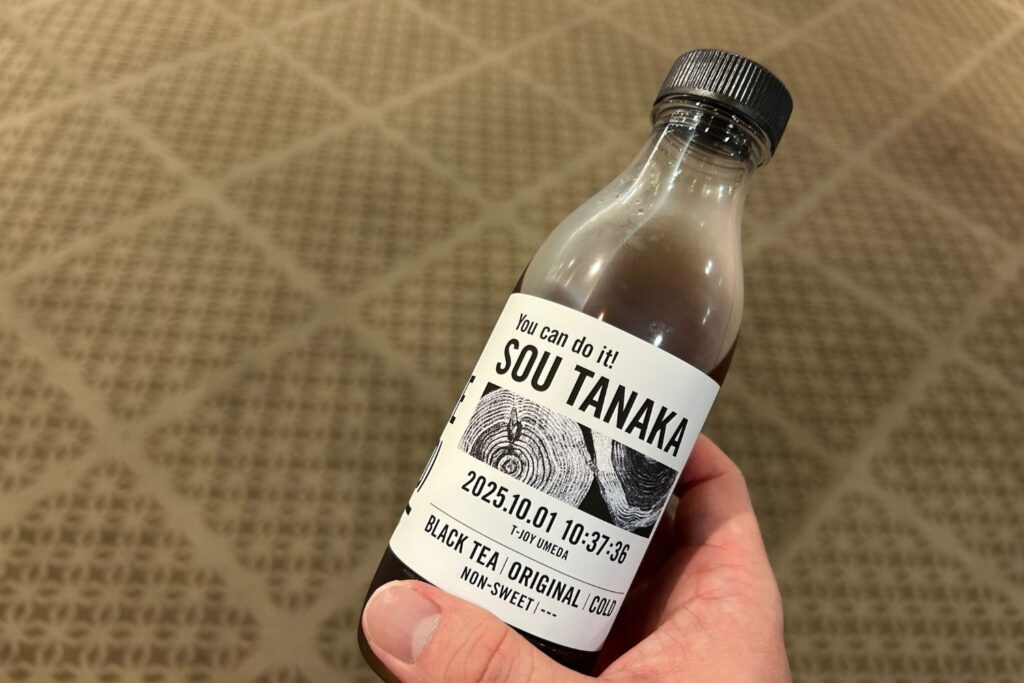 You can do it!
SOU TANAKA
2025.10.01 10:37:36
T-JOY UMEDA
BLACK TEA | ORIGINAL | COLD
NON-SWEET | ---